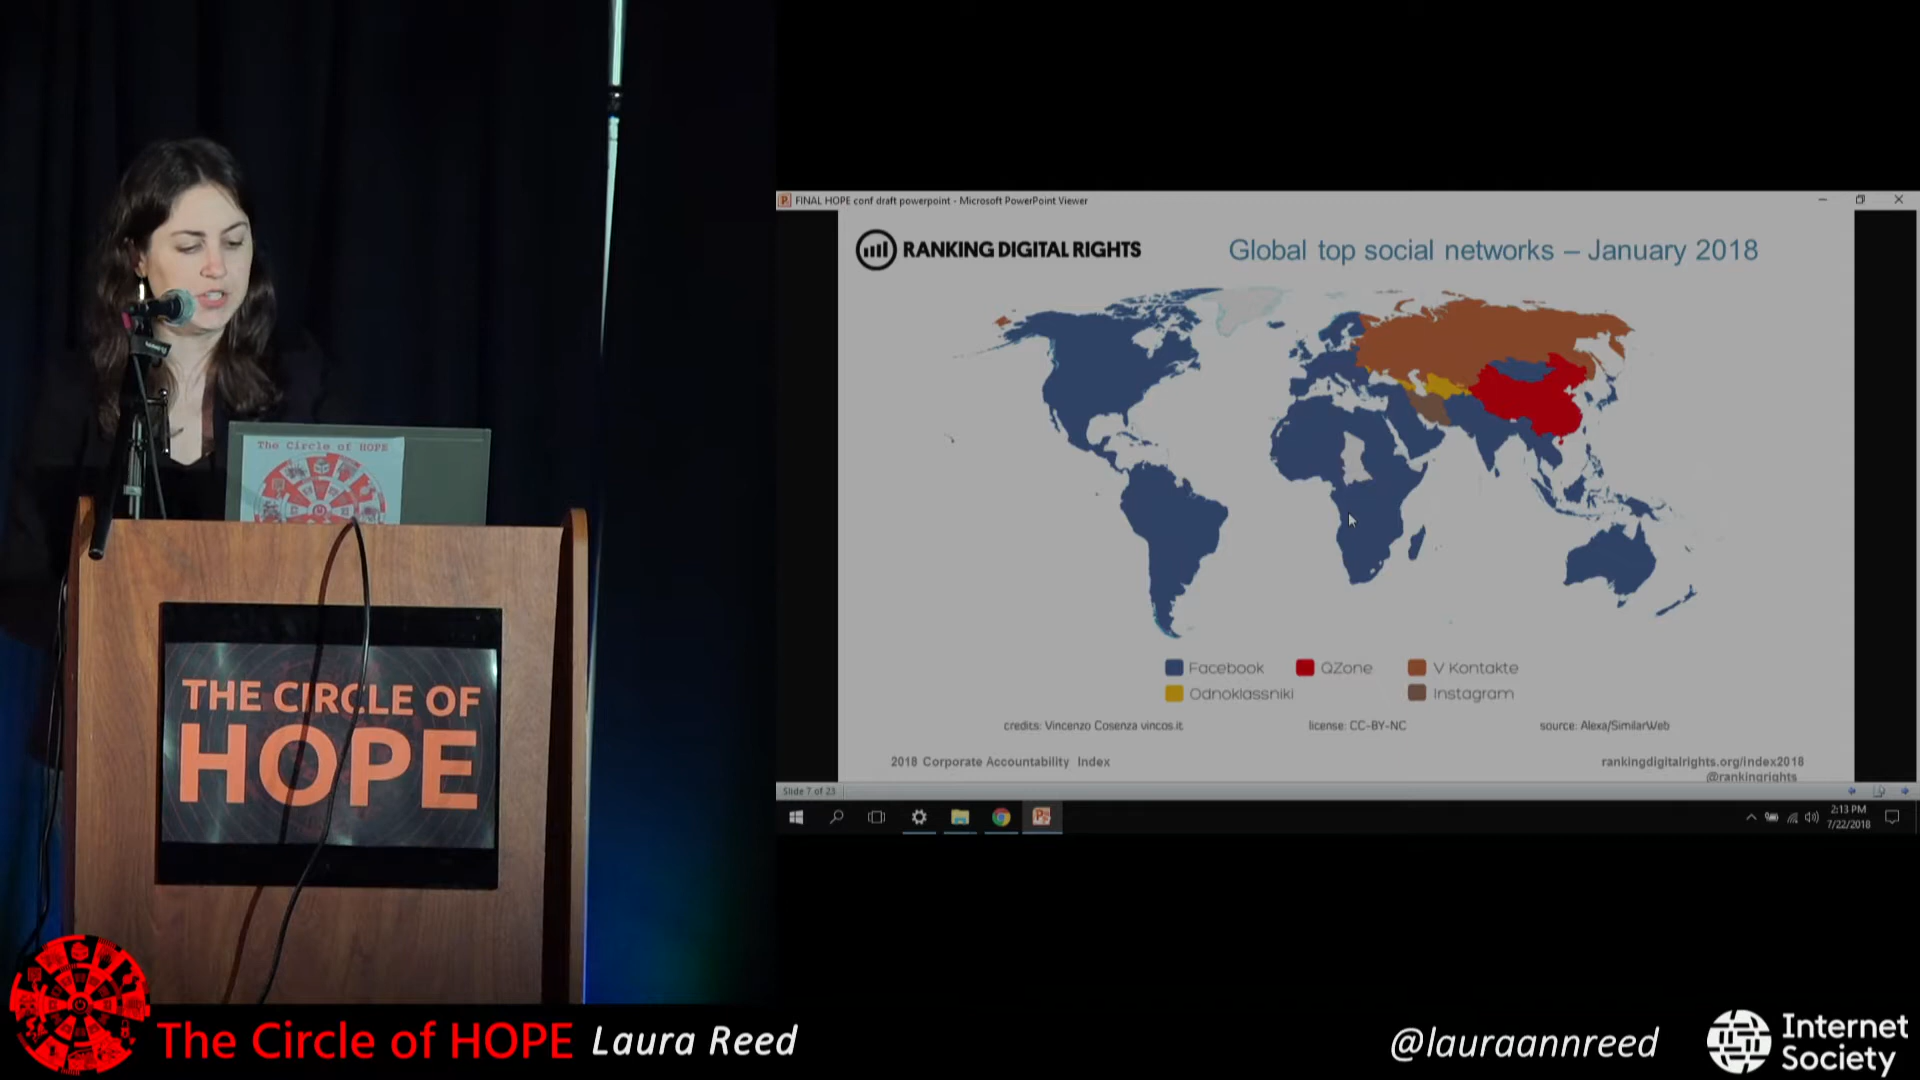 The Circle of HOPE
THE CIRCLE OF
HOPE
FINAL HOPE conf draft powerpoint - Microsoft PowerPoint Viewer
RANKING DIGITAL RIGHTS
Global top social networks – January 2018
Facebook
QZone
V Kontakte
Odnoklassniki
Instagram
credits: Vincenzo Cosenza vincos.it
license: CC-BY-NC
source: Alexa/SimilarWeb
2018 Corporate Accountability Index
rankingdigitalrights.org/index2018
@rankingrights
Slide 7 of 23
2:13 PM
7/22/2018
The Circle of HOPE
Laura Reed
@lauraannreed
Internet
Society